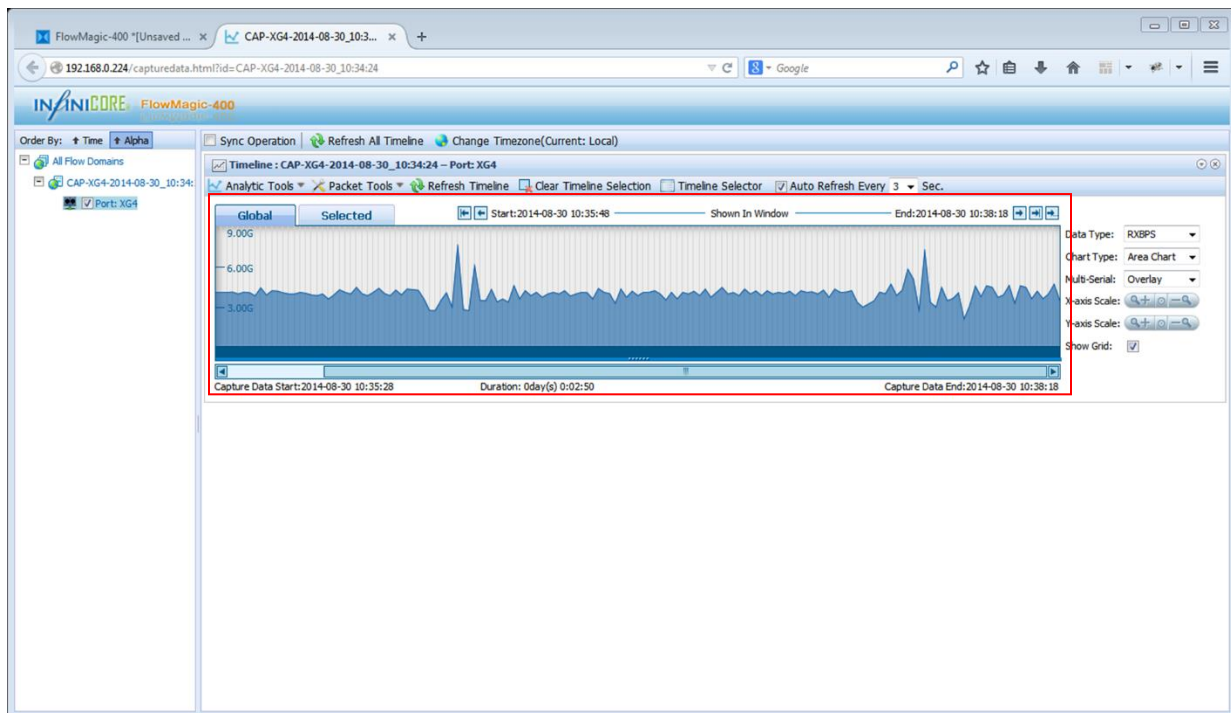 FlowMagic-400 *[Unsaved ...
CAP-XG4-2014-08-30_10:3...
192.168.0.224/capturedata.html?id=CAP-XG4-2014-08-30_10:34:24
Google
INFINICORE FlowMagic-400
Order By: Time Alpha
Sync Operation Refresh All Timeline Change Timezone(Current: Local)
All Flow Domains
CAP-XG4-2014-08-30_10:34:
Port: XG4
Timeline : CAP-XG4-2014-08-30_10:34:24 – Port: XG4
Analytic Tools Packet Tools Refresh Timeline Clear Timeline Selection Timeline Selector Auto Refresh Every 3 Sec.
Global Selected Start:2014-08-30 10:35:48 Shown In Window End:2014-08-30 10:38:18
9.00G
6.00G
3.00G
Data Type: RXBPS
Chart Type: Area Chart
Multi-Serial: Overlay
X-axis Scale:
Y-axis Scale:
Show Grid:
Capture Data Start:2014-08-30 10:35:28 Duration: 0day(s) 0:02:50 Capture Data End:2014-08-30 10:38:18